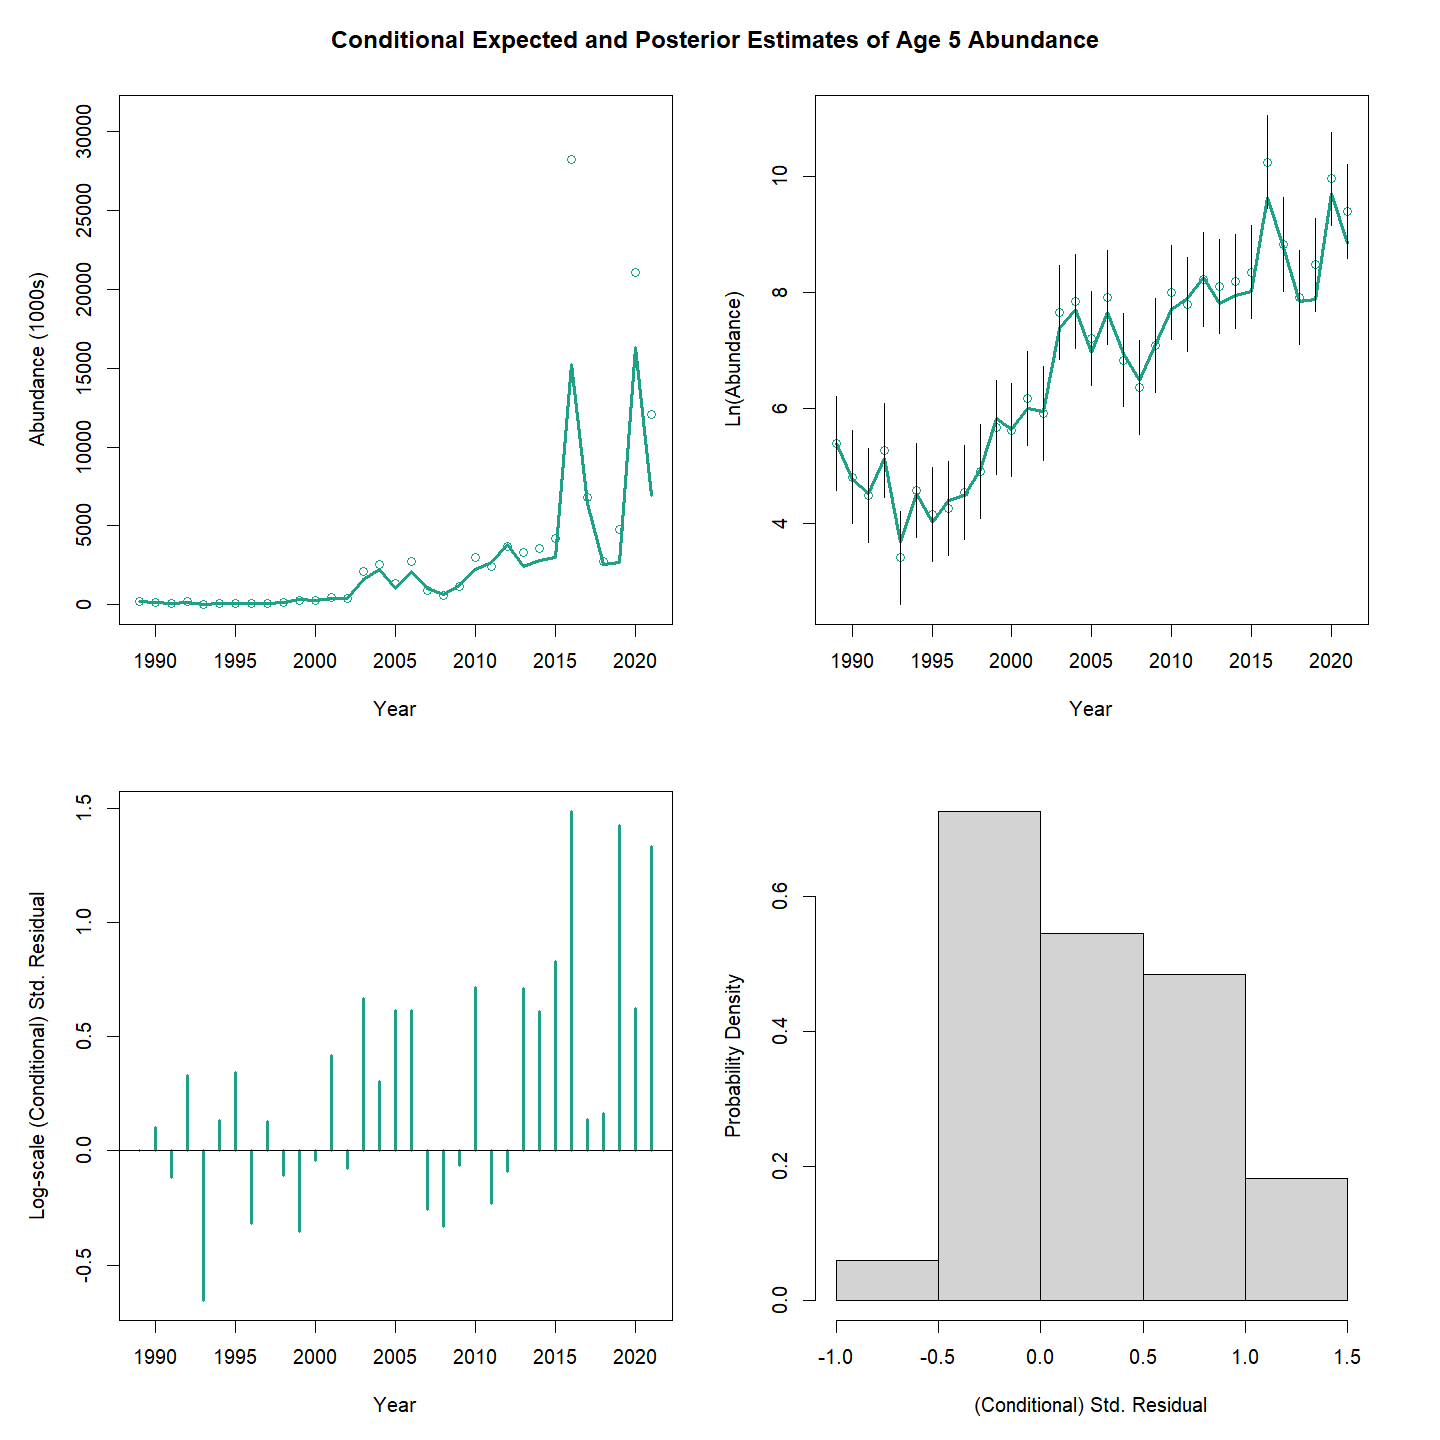 Conditional Expected and Posterior Estimates of Age 5 Abundance
Abundance (1000s)
30000
25000
20000
15000
10000
5000
0
1990 1995 2000 2005 2010 2015 2020
Year
Ln(Abundance)
10
8
6
4
1990 1995 2000 2005 2010 2015 2020
Year
Log-scale (Conditional) Std. Residual
1.5
1.0
0.5
0.0
-0.5
1990 1995 2000 2005 2010 2015 2020
Year
Probability Density
0.6
0.4
0.2
0.0
-1.0 -0.5 0.0 0.5 1.0 1.5
(Conditional) Std. Residual